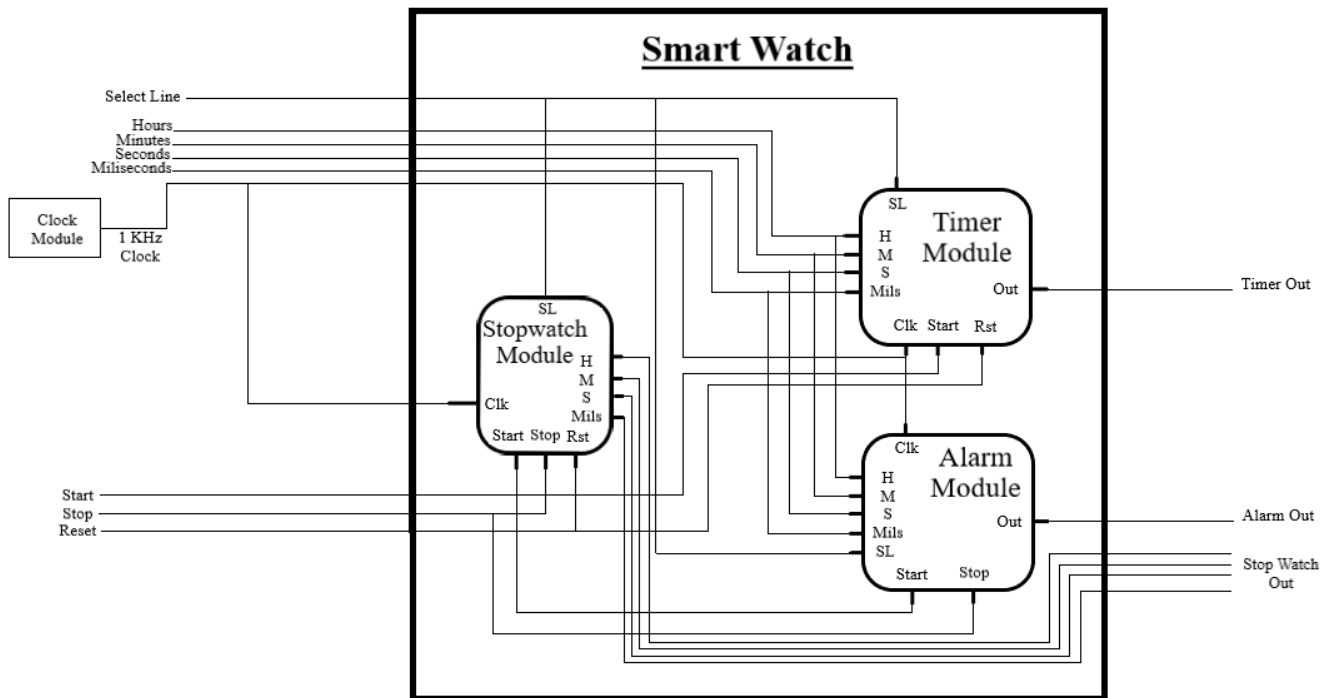 Smart Watch
Select Line
Hours
Minutes
Seconds
Miliseconds
Clock
Module
1 KHz
Clock
SL
Timer
Module
H
M
S
Mils
Out
Clk Start Rst
Timer Out
SL
Stopwatch
Module
H
M
S
Mils
Clk
Start Stop Rst
Clk
Alarm
Module
H
M
S
Mils
SL
Out
Start Stop
Start
Stop
Reset
Alarm Out
Stop Watch
Out